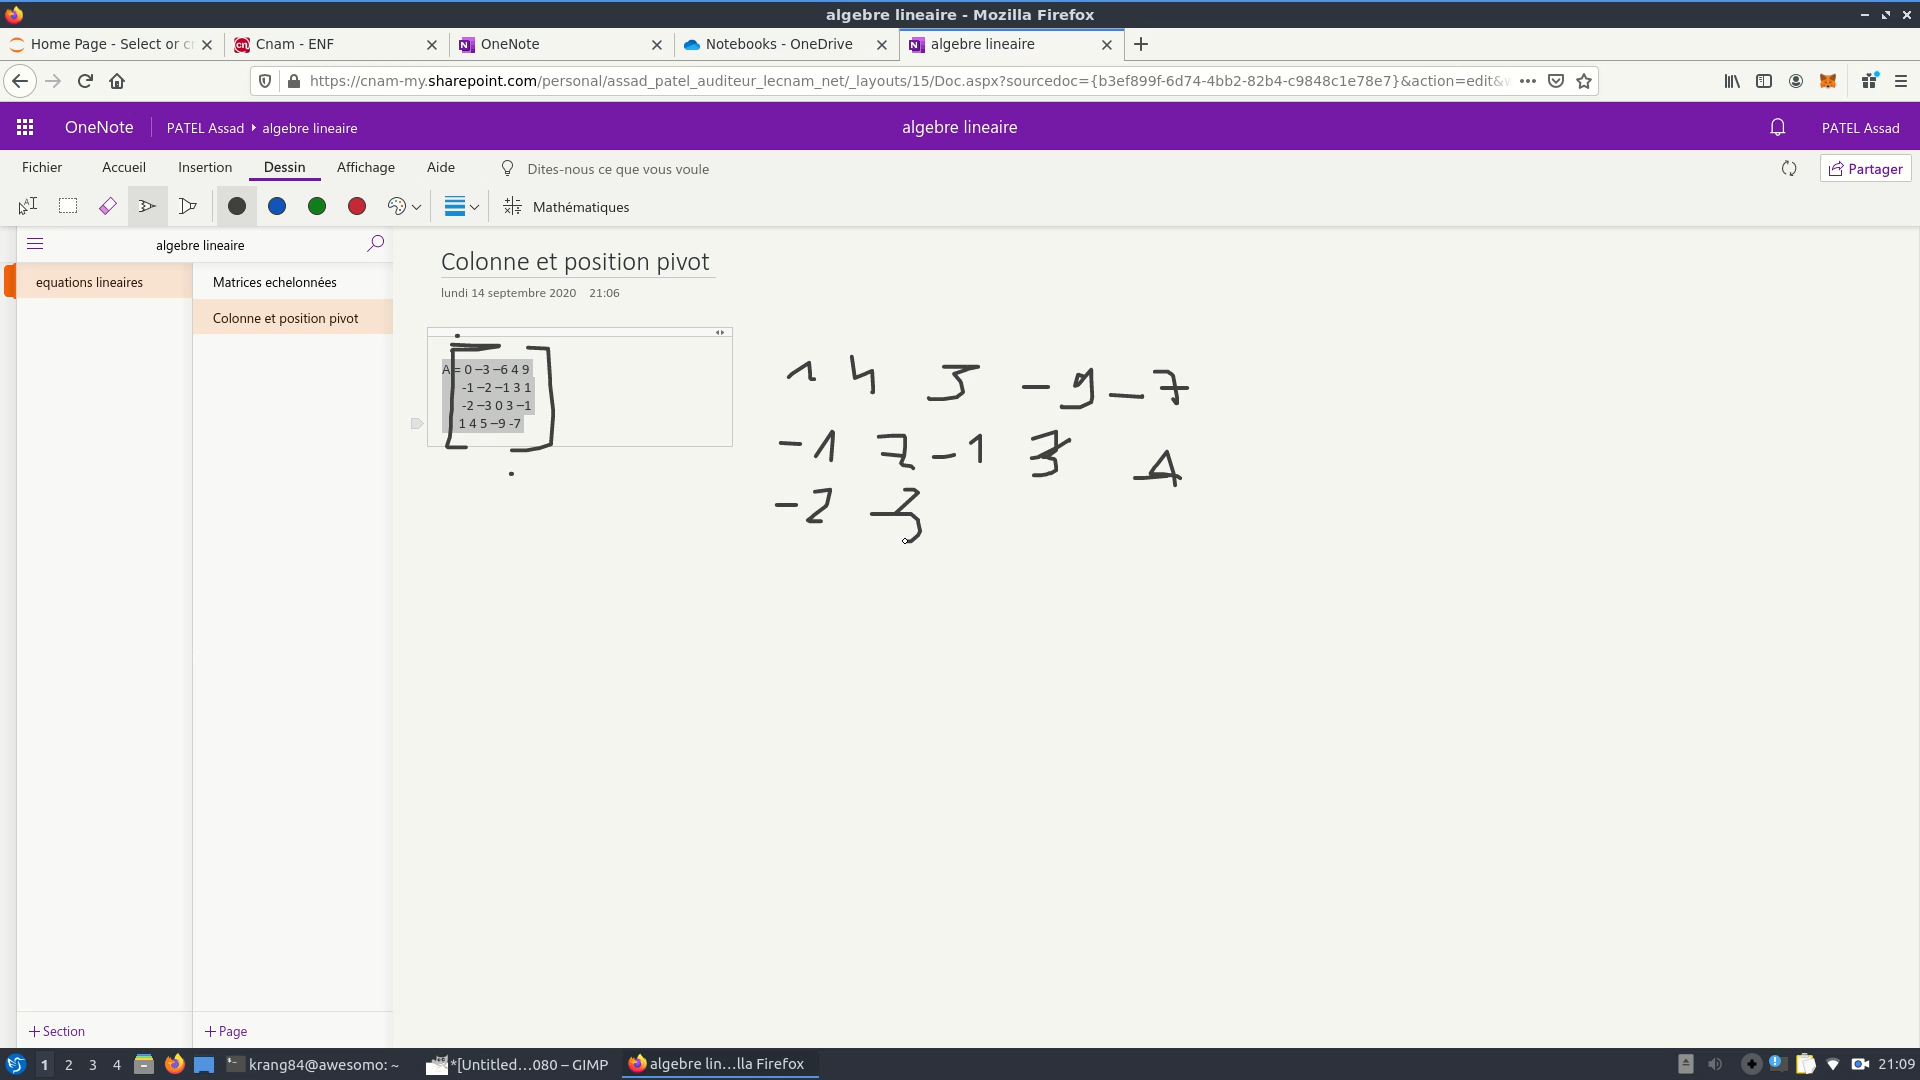 algebre lineaire - Mozilla Firefox
Home Page - Select or cr
Cnam - ENF
OneNote
Notebooks - OneDrive
algebre lineaire
https://cnam-my.sharepoint.com/personal/assad_patel_auditeur_lecnam_net/_layouts/15/Doc.aspx?sourcedoc={b3ef899f-6d74-4bb2-82b4-c9848c1e78e7}&action=edit&w
OneNote
PATEL Assad
algebre lineaire
algebre lineaire
PATEL Assad
Fichier
Accueil
Insertion
Dessin
Affichage
Aide
Dites-nous ce que vous voule
Partager
Mathématiques
algebre lineaire
equations lineaires
Matrices echelonnées
Colonne et position pivot
Colonne et position pivot
lundi 14 septembre 2020 21:06
A = 0 –3 –6 4 9
-1 –2 –1 3 1
-2 –3 0 3 –1
1 4 5 –9 -7
1 4 5 -9 -7
-1 2 -1 3 1
-2 3
+ Section
+ Page
1 2 3 4
krang84@awesomo: ~
*[Untitled...080 – GIMP
algebre lin...lla Firefox
21:09